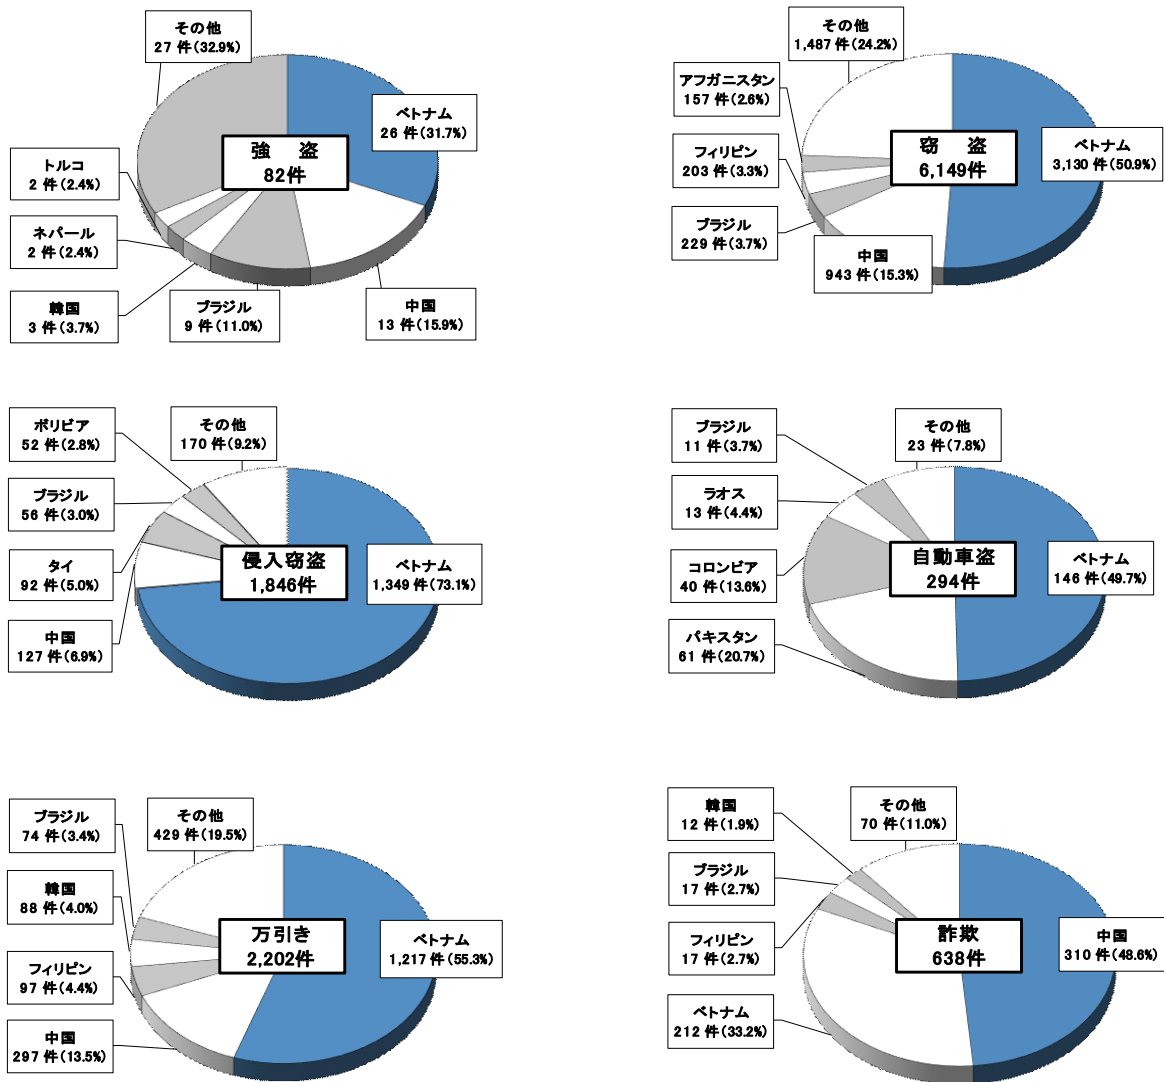 その他
27 件(32.9%)
ベトナム
26 件(31.7%)
強 盗
82件
トルコ
2 件(2.4%)
ネパール
2 件(2.4%)
韓国
3 件(3.7%)
ブラジル
9 件(11.0%)
中国
13 件(15.9%)
その他
1,487 件(24.2%)
アフガニスタン
157 件(2.6%)
フィリピン
203 件(3.3%)
ブラジル
229 件(3.7%)
中国
943 件(15.3%)
窃 盗
6,149件
ベトナム
3,130 件(50.9%)
ボリビア
52 件(2.8%)
その他
170 件(9.2%)
ブラジル
56 件(3.0%)
タイ
92 件(5.0%)
中国
127 件(6.9%)
侵入窃盗
1,846件
ベトナム
1,349 件(73.1%)
ブラジル
11 件(3.7%)
その他
23 件(7.8%)
ラオス
13 件(4.4%)
コロンビア
40 件(13.6%)
パキスタン
61 件(20.7%)
自動車盗
294件
ベトナム
146 件(49.7%)
ブラジル
74 件(3.4%)
その他
429 件(19.5%)
韓国
88 件(4.0%)
フィリピン
97 件(4.4%)
中国
297 件(13.5%)
万引き
2,202件
ベトナム
1,217 件(55.3%)
韓国
12 件(1.9%)
その他
70 件(11.0%)
ブラジル
17 件(2.7%)
フィリピン
17 件(2.7%)
ベトナム
212 件(33.2%)
詐欺
638件
中国
310 件(48.6%)